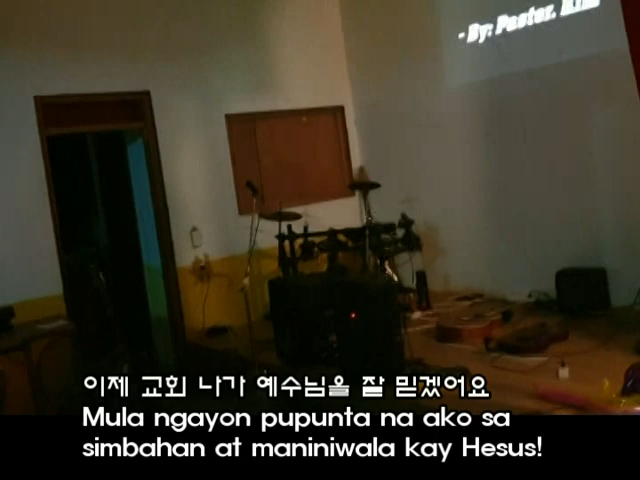 - By: Pastor. Kim
이제 교회 나가 예수님을 잘 믿겠어요
Mula ngayon pupunta na ako sa
simbahan at maniniwala kay Hesus!